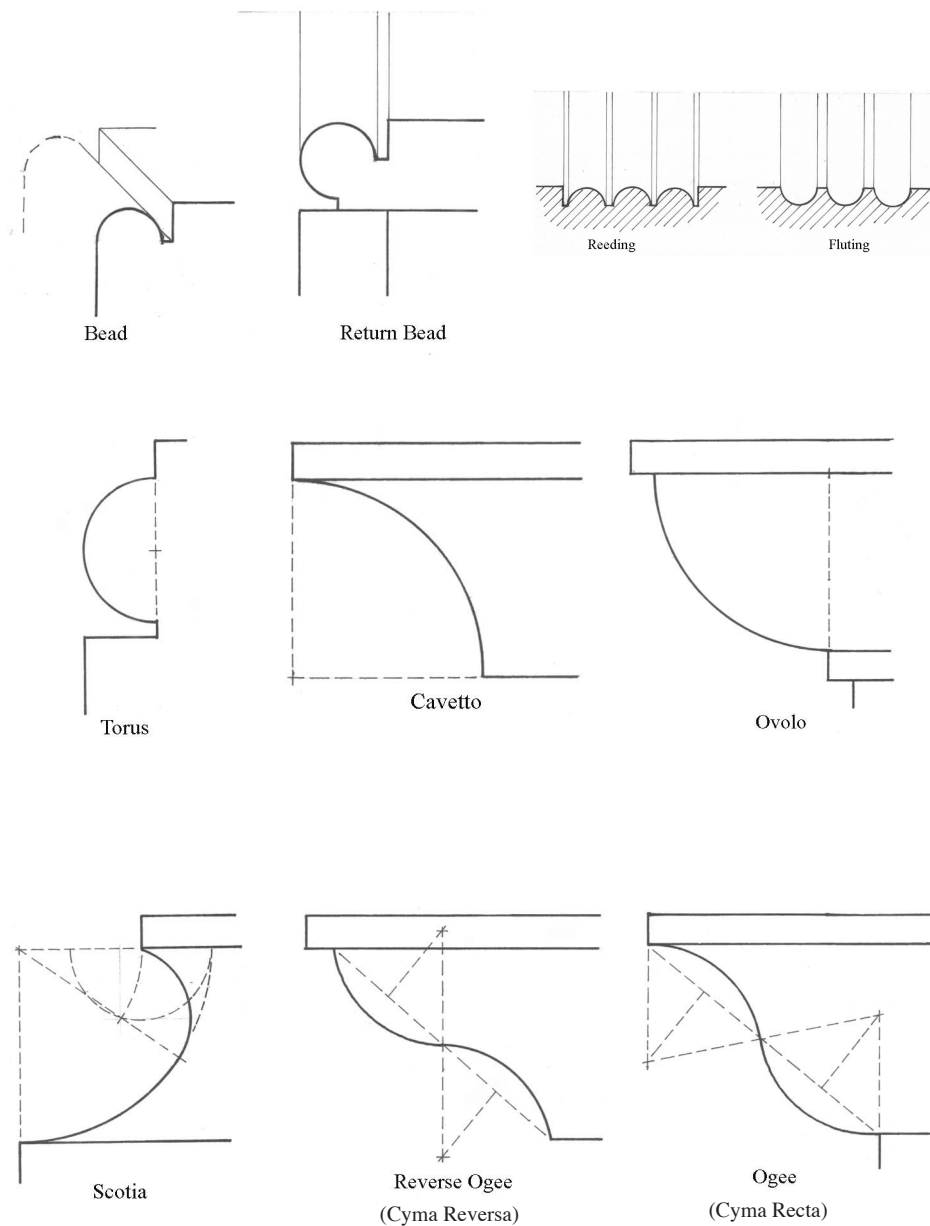 Reeding
Fluting
Bead
Return Bead
Torus
Cavetto
Ovolo
Scotia
Reverse Ogee
(Cyma Reversa)
Ogee
(Cyma Recta)